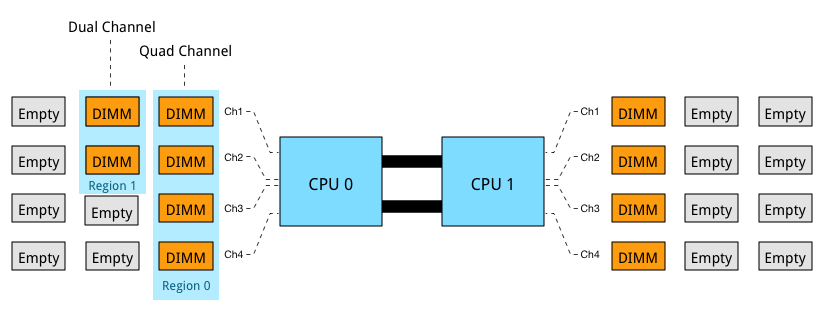 Dual Channel
Quad Channel
Empty DIMM DIMM Ch1 Ch1 DIMM Empty Empty
Empty DIMM DIMM Ch2 Ch2 DIMM Empty Empty
Region 1 CPU 0 CPU 1
Empty Empty DIMM Ch3 Ch3 DIMM Empty Empty
Empty Empty DIMM Ch4 Ch4 DIMM Empty Empty
Region 0